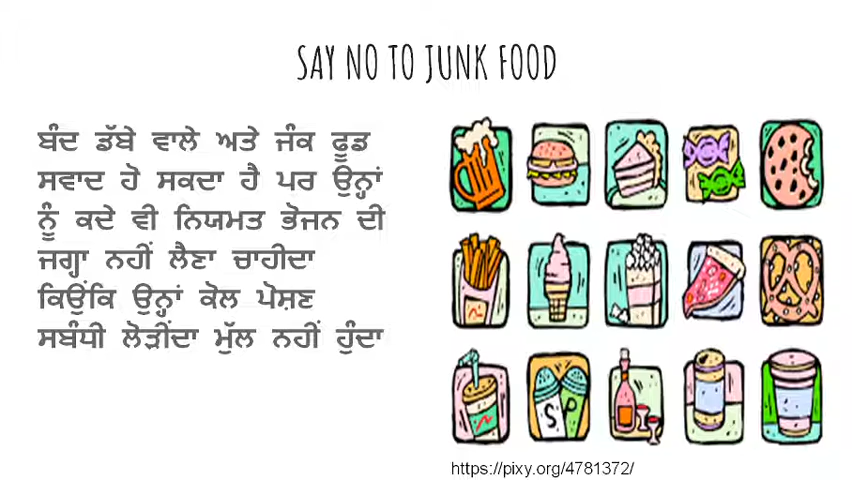 SAY NO TO JUNK FOOD
ਬੰਦ ਡੱਬੇ ਵਾਲੇ ਅਤੇ ਜੰਕ ਫੂਡ
ਸਵਾਦ ਹੋ ਸਕਦਾ ਹੈ ਪਰ ਉਨ੍ਹਾਂ
ਨੂੰ ਕਦੇ ਵੀ ਨਿਯਮਤ ਭੋਜਨ ਦੀ
ਜਗ੍ਹਾ ਨਹੀਂ ਲੈਣਾ ਚਾਹੀਦਾ
ਕਿਉਂਕਿ ਉਨ੍ਹਾਂ ਕੋਲ ਪੋਸ਼ਣ
ਸਬੰਧੀ ਲੋੜੀਂਦਾ ਮੁੱਲ ਨਹੀਂ ਹੁੰਦਾ
S P
https://pixy.org/4781372/